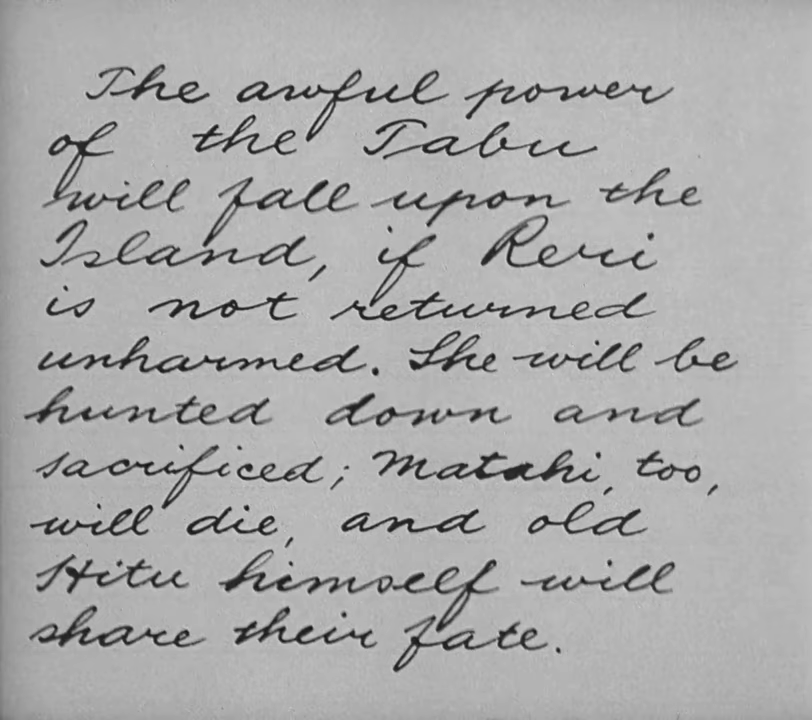 The awful power
of the Tabu
will fall upon the
Island, if Reri
is not returned
unharmed. She will be
hunted down and
sacrificed; Matahi, too,
will die, and old
Hitu himself will
share their fate.